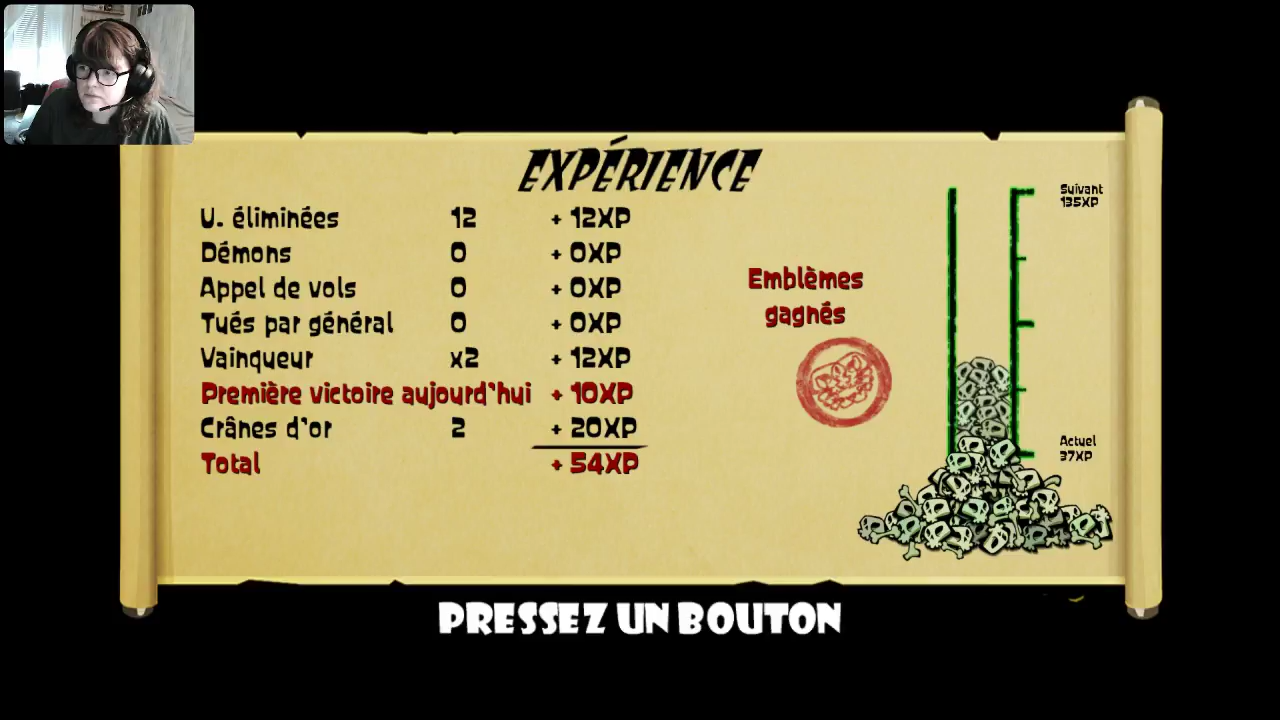 EXPÉRIENCE
U. éliminées 12 + 12XP
Démons 0 + 0XP
Appel de vols 0 + 0XP
Tués par général 0 + 0XP
Vainqueur x2 + 12XP
Première victoire aujourd'hui + 10XP
Crânes d'or 2 + 20XP
Total + 54XP
Emblèmes
gagnés
Suivant
135XP
Actuel
37XP
PRESSEZ UN BOUTON